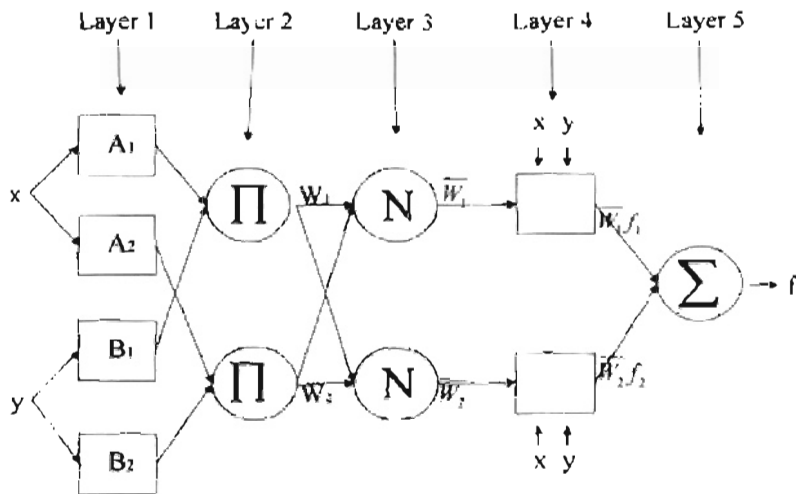 Layer 1 Layer 2 Layer 3 Layer 4 Layer 5
x y
A₁
x
∏ W₁ N W̅₁
W̅₁f₁
A₂
∑ f
B₁
∏ W₂ N W̅₂
W̅₂f₂
y
B₂
x y